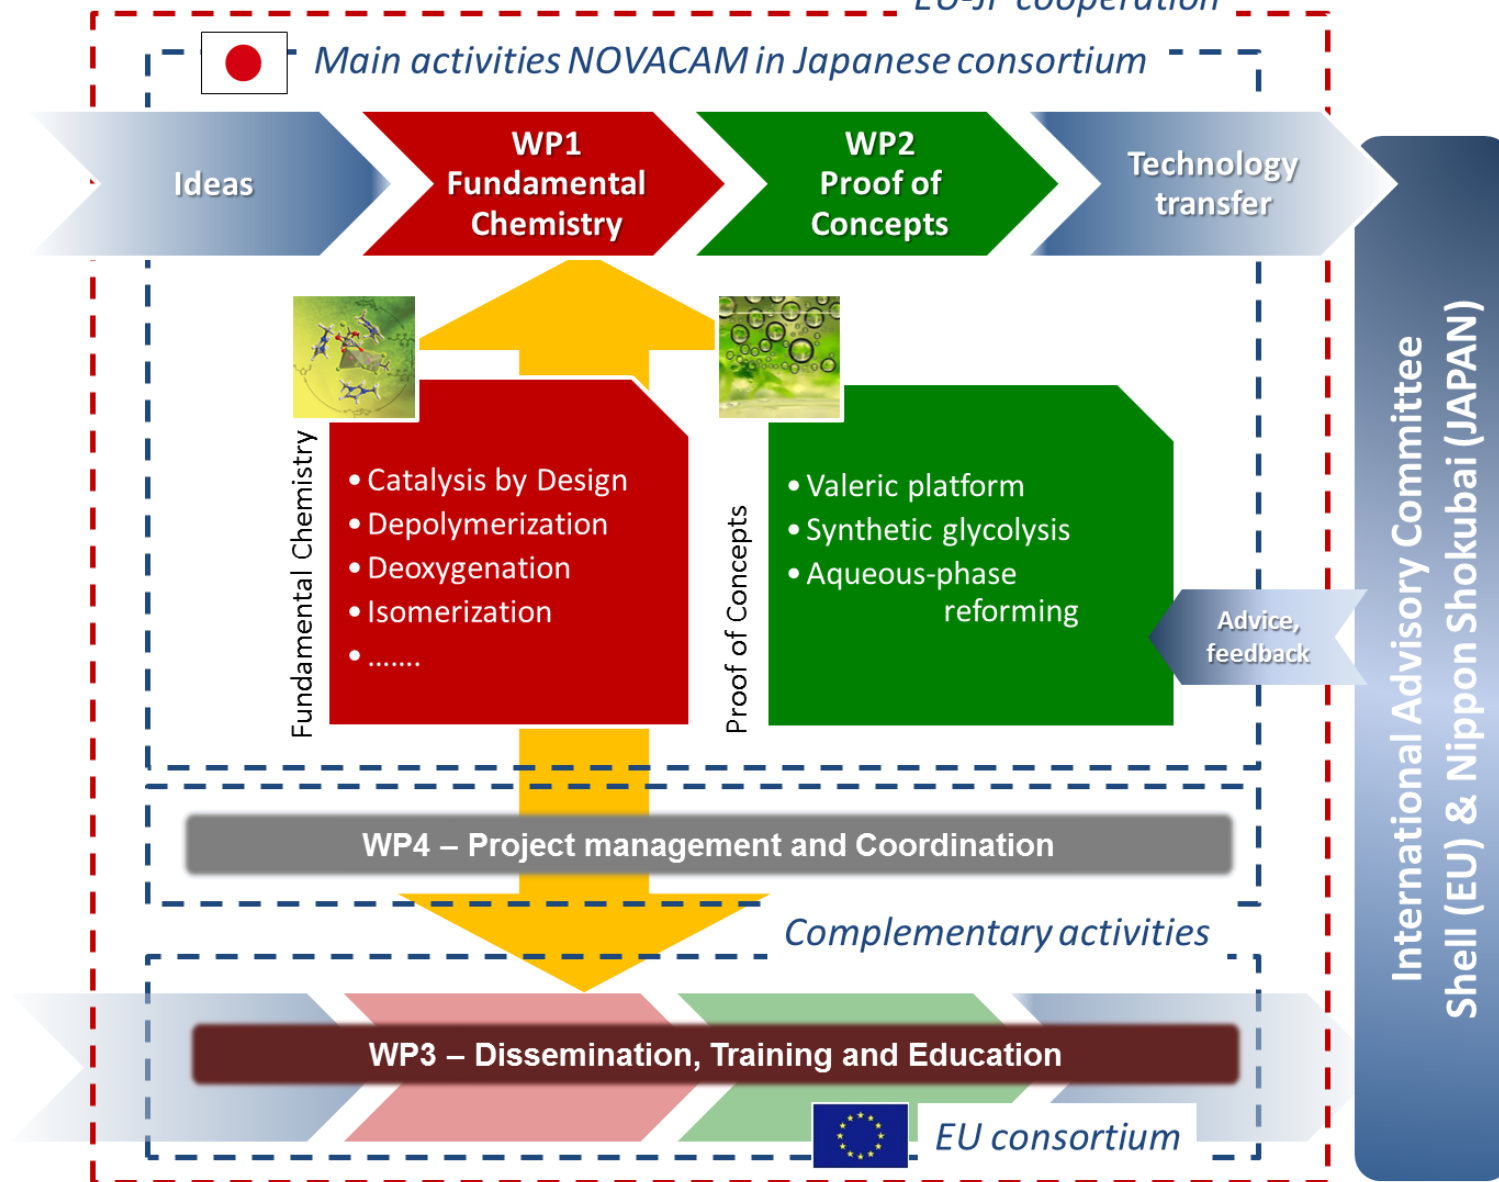 EU-JP cooperation
Main activities NOVACAM in Japanese consortium
Ideas
WP1
Fundamental
Chemistry
WP2
Proof of
Concepts
Technology
transfer
Fundamental Chemistry
• Catalysis by Design
• Depolymerization
• Deoxygenation
• Isomerization
• .......
Proof of Concepts
• Valeric platform
• Synthetic glycolysis
• Aqueous-phase
reforming
Advice,
feedback
International Advisory Committee
Shell (EU) & Nippon Shokubai (JAPAN)
WP4 – Project management and Coordination
Complementary activities
WP3 – Dissemination, Training and Education
EU consortium